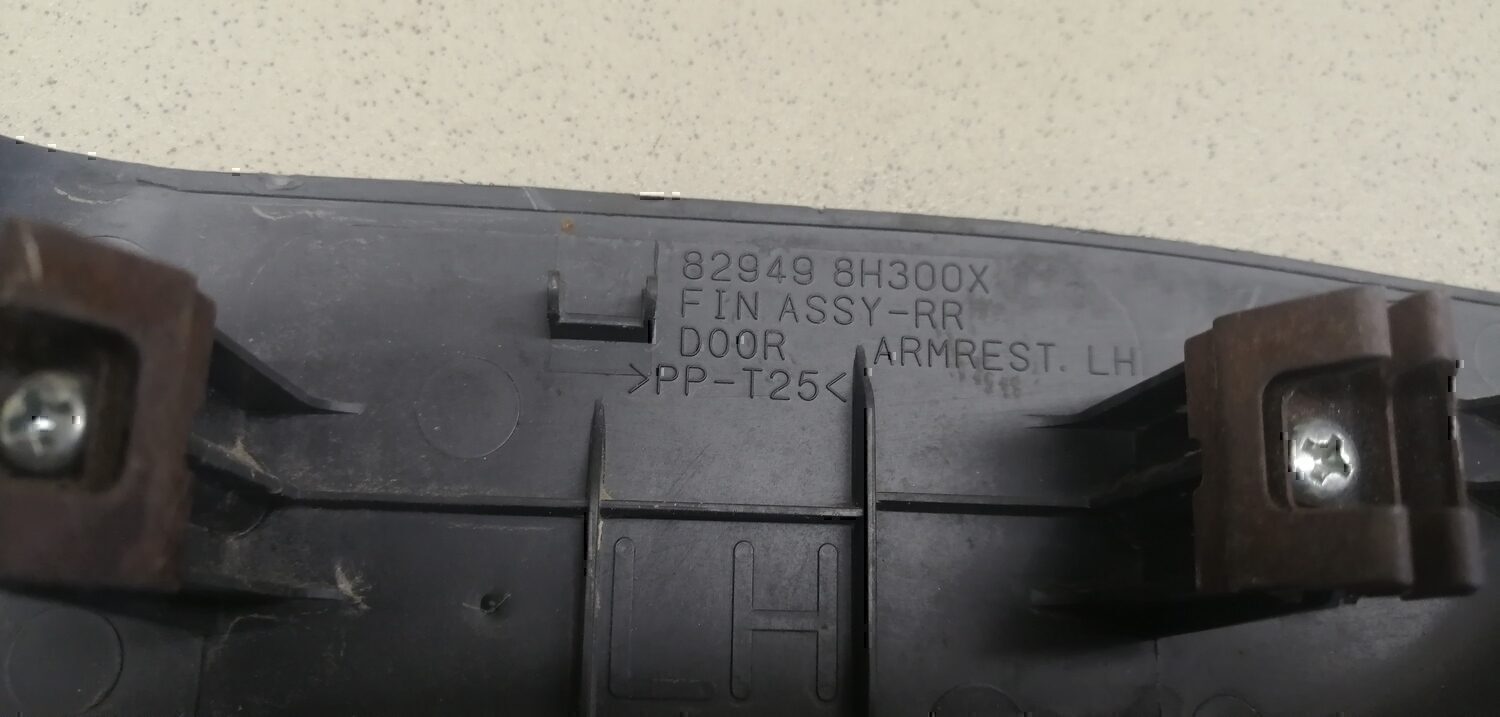 82949 8H300X
FIN ASSY-RR
DOOR ARMREST. LH
>PP-T25<
LH